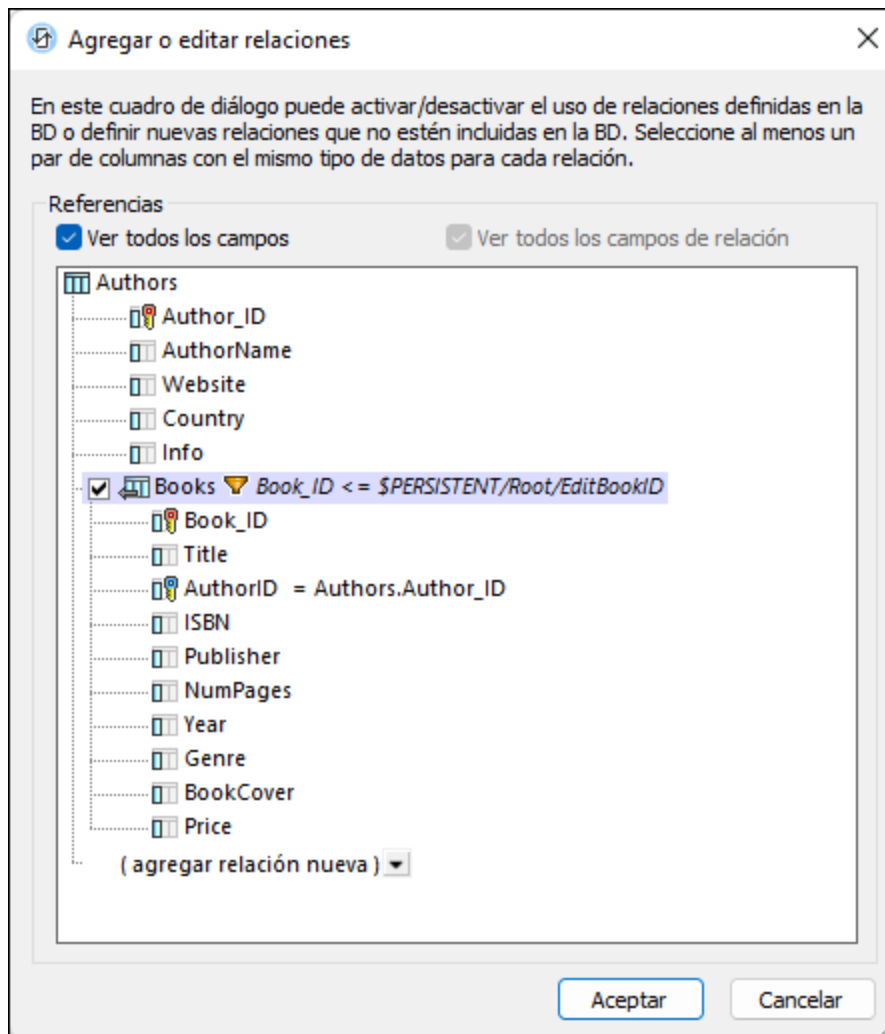 Agregar o editar relaciones
En este cuadro de diálogo puede activar/desactivar el uso de relaciones definidas en la
BD o definir nuevas relaciones que no estén incluidas en la BD. Seleccione al menos un
par de columnas con el mismo tipo de datos para cada relación.
Referencias
Ver todos los campos
Ver todos los campos de relación
Authors
Author_ID
AuthorName
Website
Country
Info
Books Book_ID <= $PERSISTENT/Root/EditBookID
Book_ID
Title
AuthorID = Authors.Author_ID
ISBN
Publisher
NumPages
Year
Genre
BookCover
Price
( agregar relación nueva )
Aceptar
Cancelar